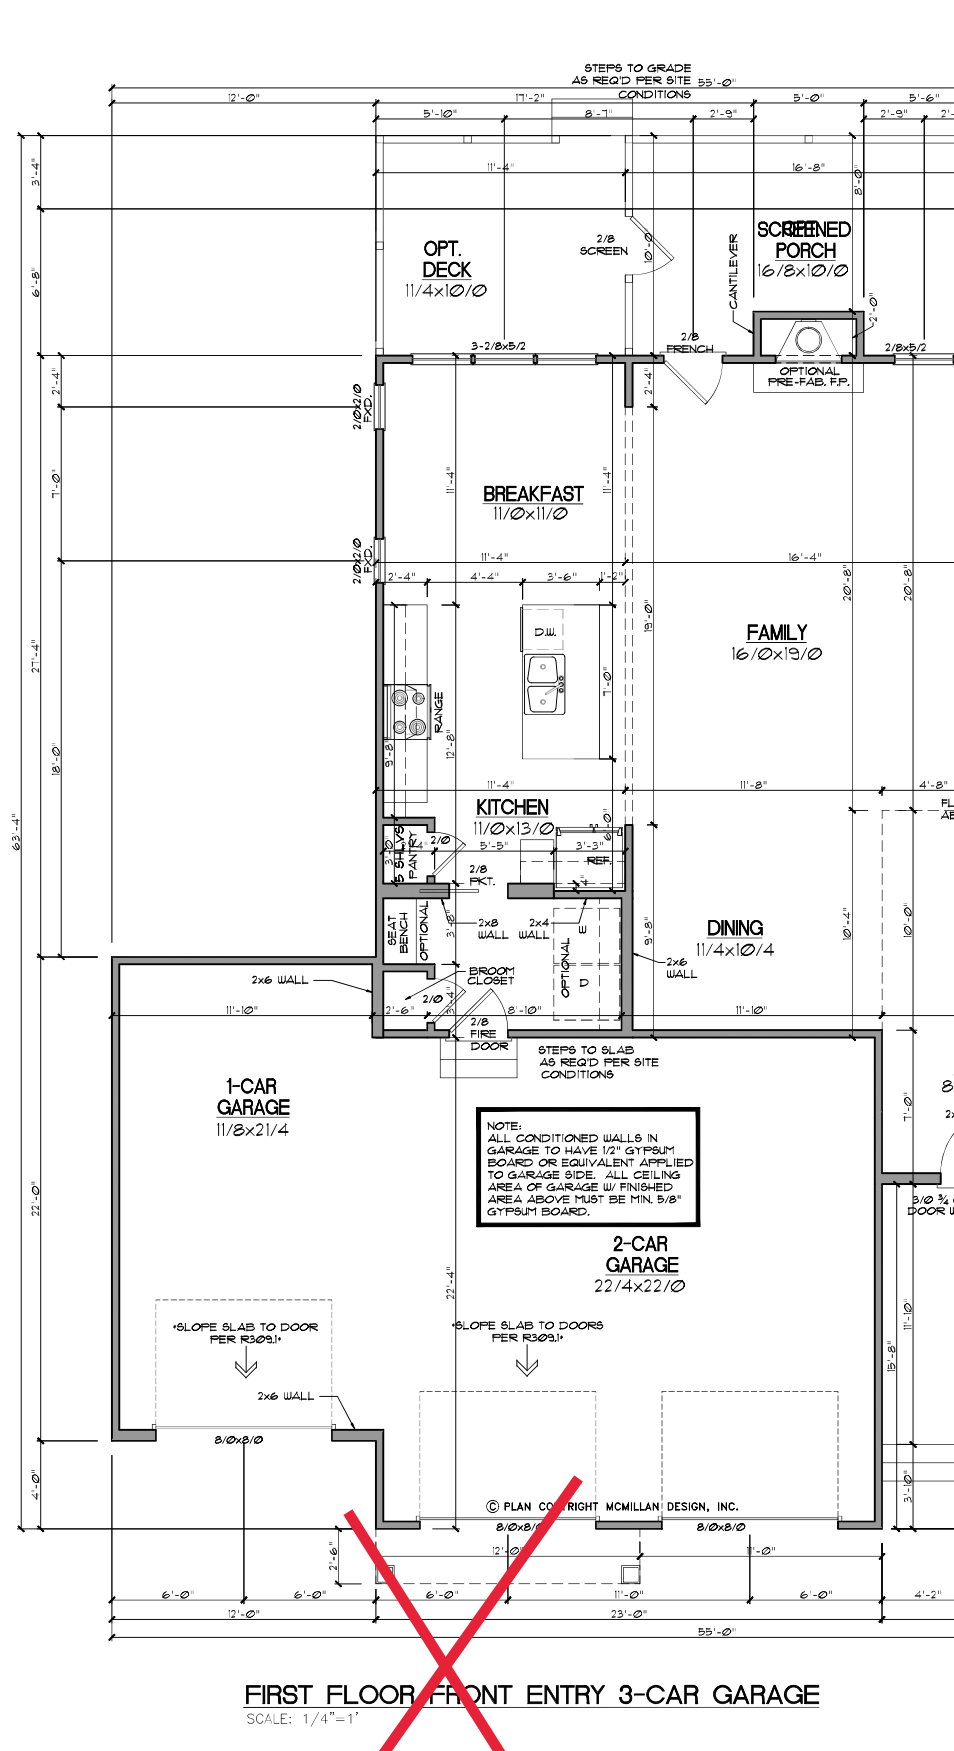 STEPS TO GRADE
AS REQ'D PER SITE
CONDITIONS
55'-0"
12'-0"
17'-2"
5'-0"
5'-6"
5'-10"
8'-7"
2'-9"
2'-9"
3'-4"
11'-4"
16'-8"
8'-0"
6'-8"
OPT.
DECK
11/4x10/0
2/8
SCREEN
10'-0"
CANTILEVER
SCREENED
PORCH
16/8x10/0
2'-0"
3-2/8x5/2
2/8
FRENCH
2/8x5/2
OPTIONAL
PRE-FAB. F.P.
2'-4"
2'-4"
2/0x2/0
FXD.
7'-0"
11'-4"
11'-4"
BREAKFAST
11/0x11/0
2/0x2/0
FXD.
11'-4"
16'-4"
2'-4"
4'-4"
3'-6"
1'-2"
20'-8"
20'-8"
19'-0"
D.W.
FAMILY
16/0x19/0
27'-4"
7'-0"
RANGE
9'-8"
12'-8"
18'-0"
11'-4"
11'-8"
4'-8"
63'-4"
KITCHEN
11/0x13/0
6'-0"
5 SHLVS
PANTRY
3'-0"
2/0
5'-5"
3'-3"
REF.
2/8
PKT.
SEAT
BENCH
OPTIONAL
3'-8"
2x8
WALL
2x4
WALL
OPTIONAL
E
D
9'-8"
DINING
11/4x10/4
10'-4"
10'-0"
2x6
WALL
2x6 WALL
BROOM
CLOSET
2/0
3'-4"
11'-10"
2'-6"
8'-10"
11'-10"
2/8
FIRE
DOOR
STEPS TO SLAB
AS REQ'D PER SITE
CONDITIONS
1-CAR
GARAGE
11/8x21/4
7'-0"
NOTE:
ALL CONDITIONED WALLS IN
GARAGE TO HAVE 1/2" GYPSUM
BOARD OR EQUIVALENT APPLIED
TO GARAGE SIDE. ALL CEILING
AREA OF GARAGE W/ FINISHED
AREA ABOVE MUST BE MIN. 5/8"
GYPSUM BOARD.
3/0
DOOR
22'-0"
2-CAR
GARAGE
22/4x22/0
22'-4"
11'-10"
15'-8"
*SLOPE SLAB TO DOOR
PER R309.1*
*SLOPE SLAB TO DOORS
PER R309.1*
2x6 WALL
8/0x8/0
4'-0"
3'-10"
© PLAN COPYRIGHT MCMILLAN DESIGN, INC.
8/0x8/0
8/0x8/0
2'-6"
12'-0"
11'-0"
6'-0"
6'-0"
6'-0"
11'-0"
6'-0"
4'-2"
12'-0"
23'-0"
55'-0"
FIRST FLOOR FRONT ENTRY 3-CAR GARAGE
SCALE: 1/4"=1'